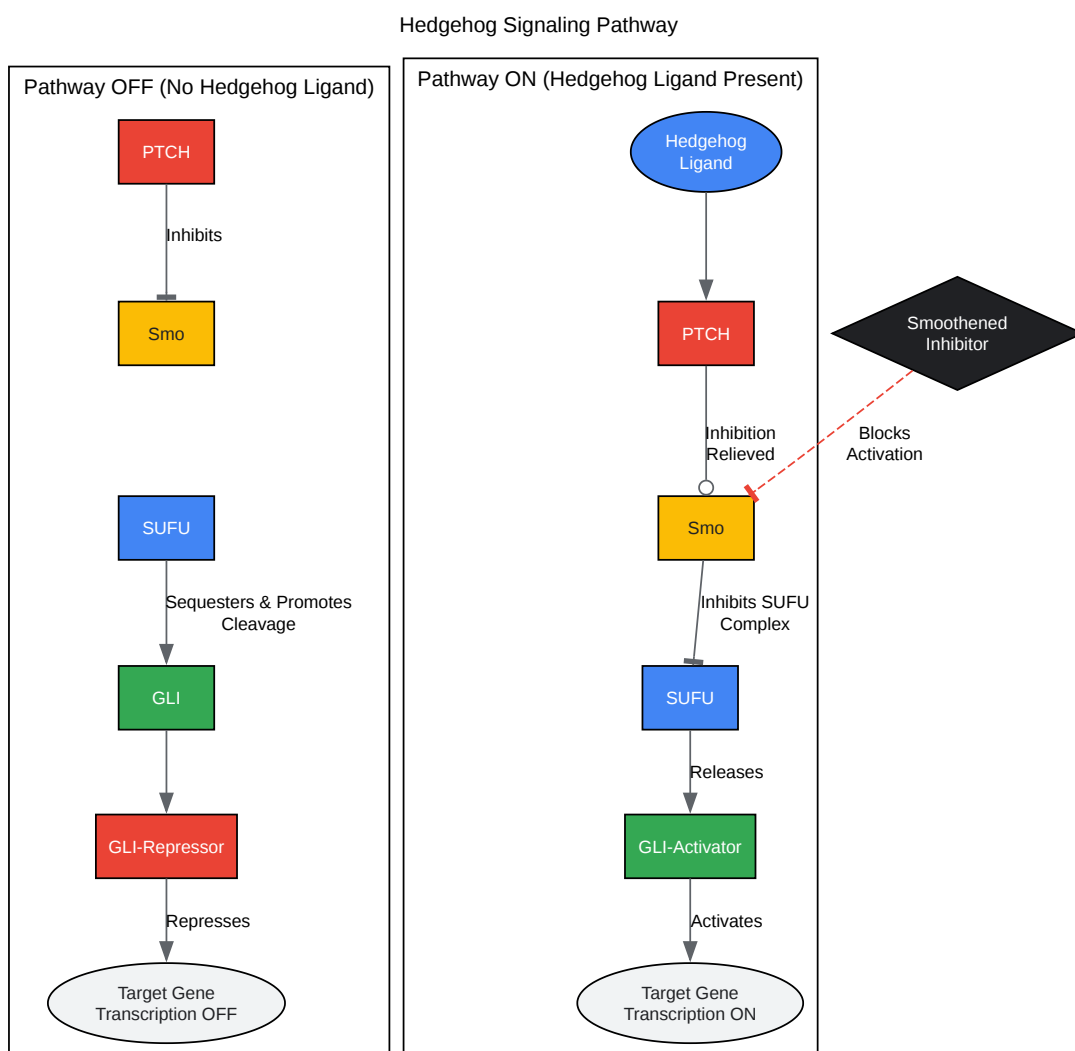 Hedgehog Signaling Pathway
Pathway OFF (No Hedgehog Ligand)
PTCH
Inhibits
Smo
SUFU
Sequesters & Promotes
Cleavage
GLI
GLI-Repressor
Represses
Target Gene
Transcription OFF
Pathway ON (Hedgehog Ligand Present)
Hedgehog
Ligand
PTCH
Inhibition
Relieved
Smo
Inhibits SUFU
Complex
SUFU
Releases
GLI-Activator
Activates
Target Gene
Transcription ON
Smoothened
Inhibitor
Blocks
Activation